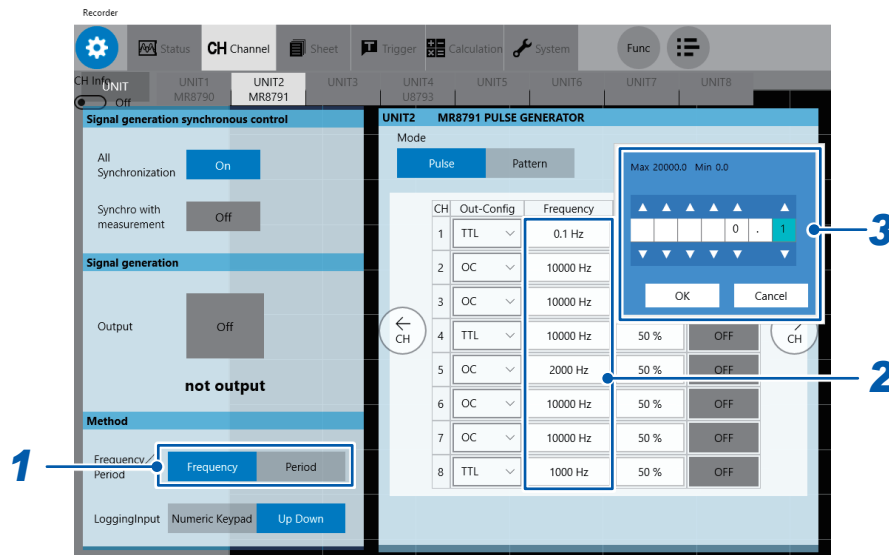 Recorder
Status CH Channel Sheet Trigger Calculation System Func
CH Info UNIT UNIT1 UNIT2 UNIT3 UNIT4 UNIT5 UNIT6 UNIT7 UNIT8
Off MR8790 MR8791 U8793
Signal generation synchronous control
All
Synchronization On
Synchro with
measurement Off
Signal generation
Output Off
not output
Method
Frequency/
Period Frequency Period
LoggingInput Numeric Keypad Up Down
UNIT2 MR8791 PULSE GENERATOR
Mode
Pulse Pattern
CH Out-Config Frequency
1 TTL 0.1 Hz
2 OC 10000 Hz
3 OC 10000 Hz
4 TTL 10000 Hz 50 % OFF
5 OC 2000 Hz 50 % OFF
6 OC 10000 Hz 50 % OFF
7 OC 10000 Hz 50 % OFF
8 TTL 1000 Hz 50 % OFF
← CH
CH
Max 20000.0 Min 0.0
0 . 1
OK Cancel
1
2
3